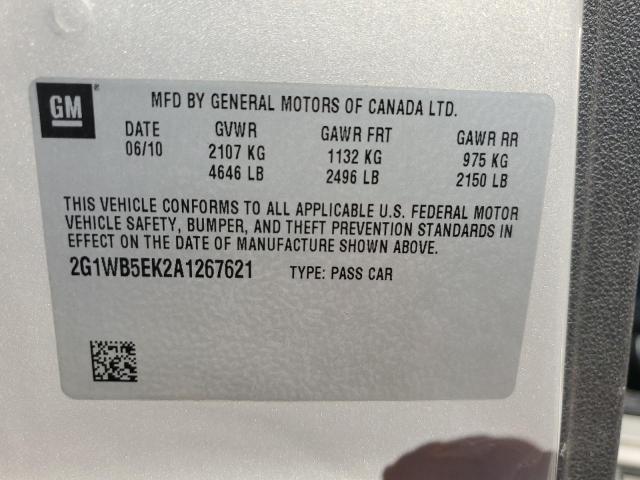 GM
MFD BY GENERAL MOTORS OF CANADA LTD.
DATE GVWR GAWR FRT GAWR RR
06/10 2107 KG 1132 KG 975 KG
4646 LB 2496 LB 2150 LB
THIS VEHICLE CONFORMS TO ALL APPLICABLE U.S. FEDERAL MOTOR
VEHICLE SAFETY, BUMPER, AND THEFT PREVENTION STANDARDS IN
EFFECT ON THE DATE OF MANUFACTURE SHOWN ABOVE.
2G1WB5EK2A1267621 TYPE: PASS CAR